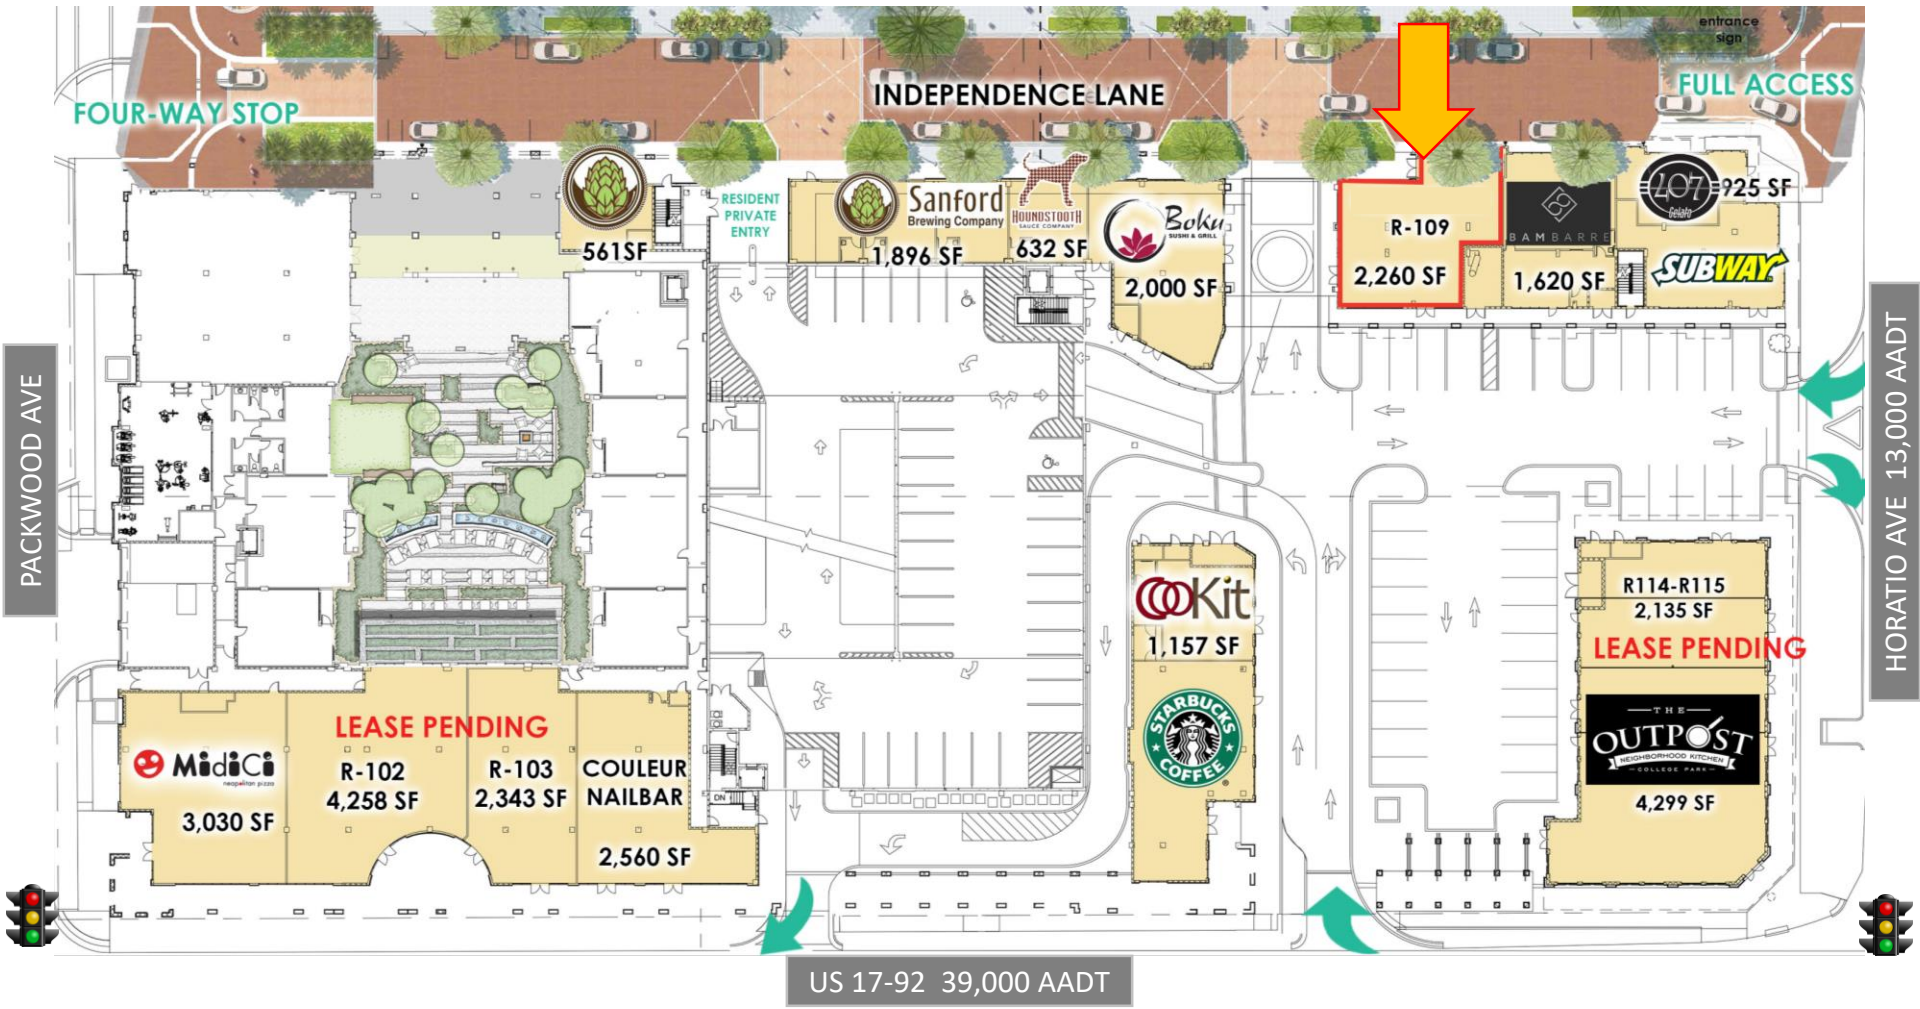 entrance
sign
FOUR-WAY STOP
INDEPENDENCE LANE
FULL ACCESS
RESIDENT
PRIVATE
ENTRY
561SF
Sanford
Brewing Company
1,896 SF
HOUNDSTOOTH
SAUCE COMPANY
632 SF
Boku
SUSHI & GRILL
2,000 SF
R-109
2,260 SF
BAMBARRE
1,620 SF
407
Gelato
925 SF
SUBWAY
PACKWOOD AVE
HORATIO AVE 13,000 AADT
COOKit
1,157 SF
STARBUCKS
COFFEE
R114-R115
2,135 SF
LEASE PENDING
THE
OUTPOST
NEIGHBORHOOD KITCHEN
COLLEGE PARK
4,299 SF
MidiCi
neapolitan pizza
3,030 SF
LEASE PENDING
R-102
4,258 SF
R-103
2,343 SF
COULEUR
NAILBAR
2,560 SF
DN
US 17-92 39,000 AADT